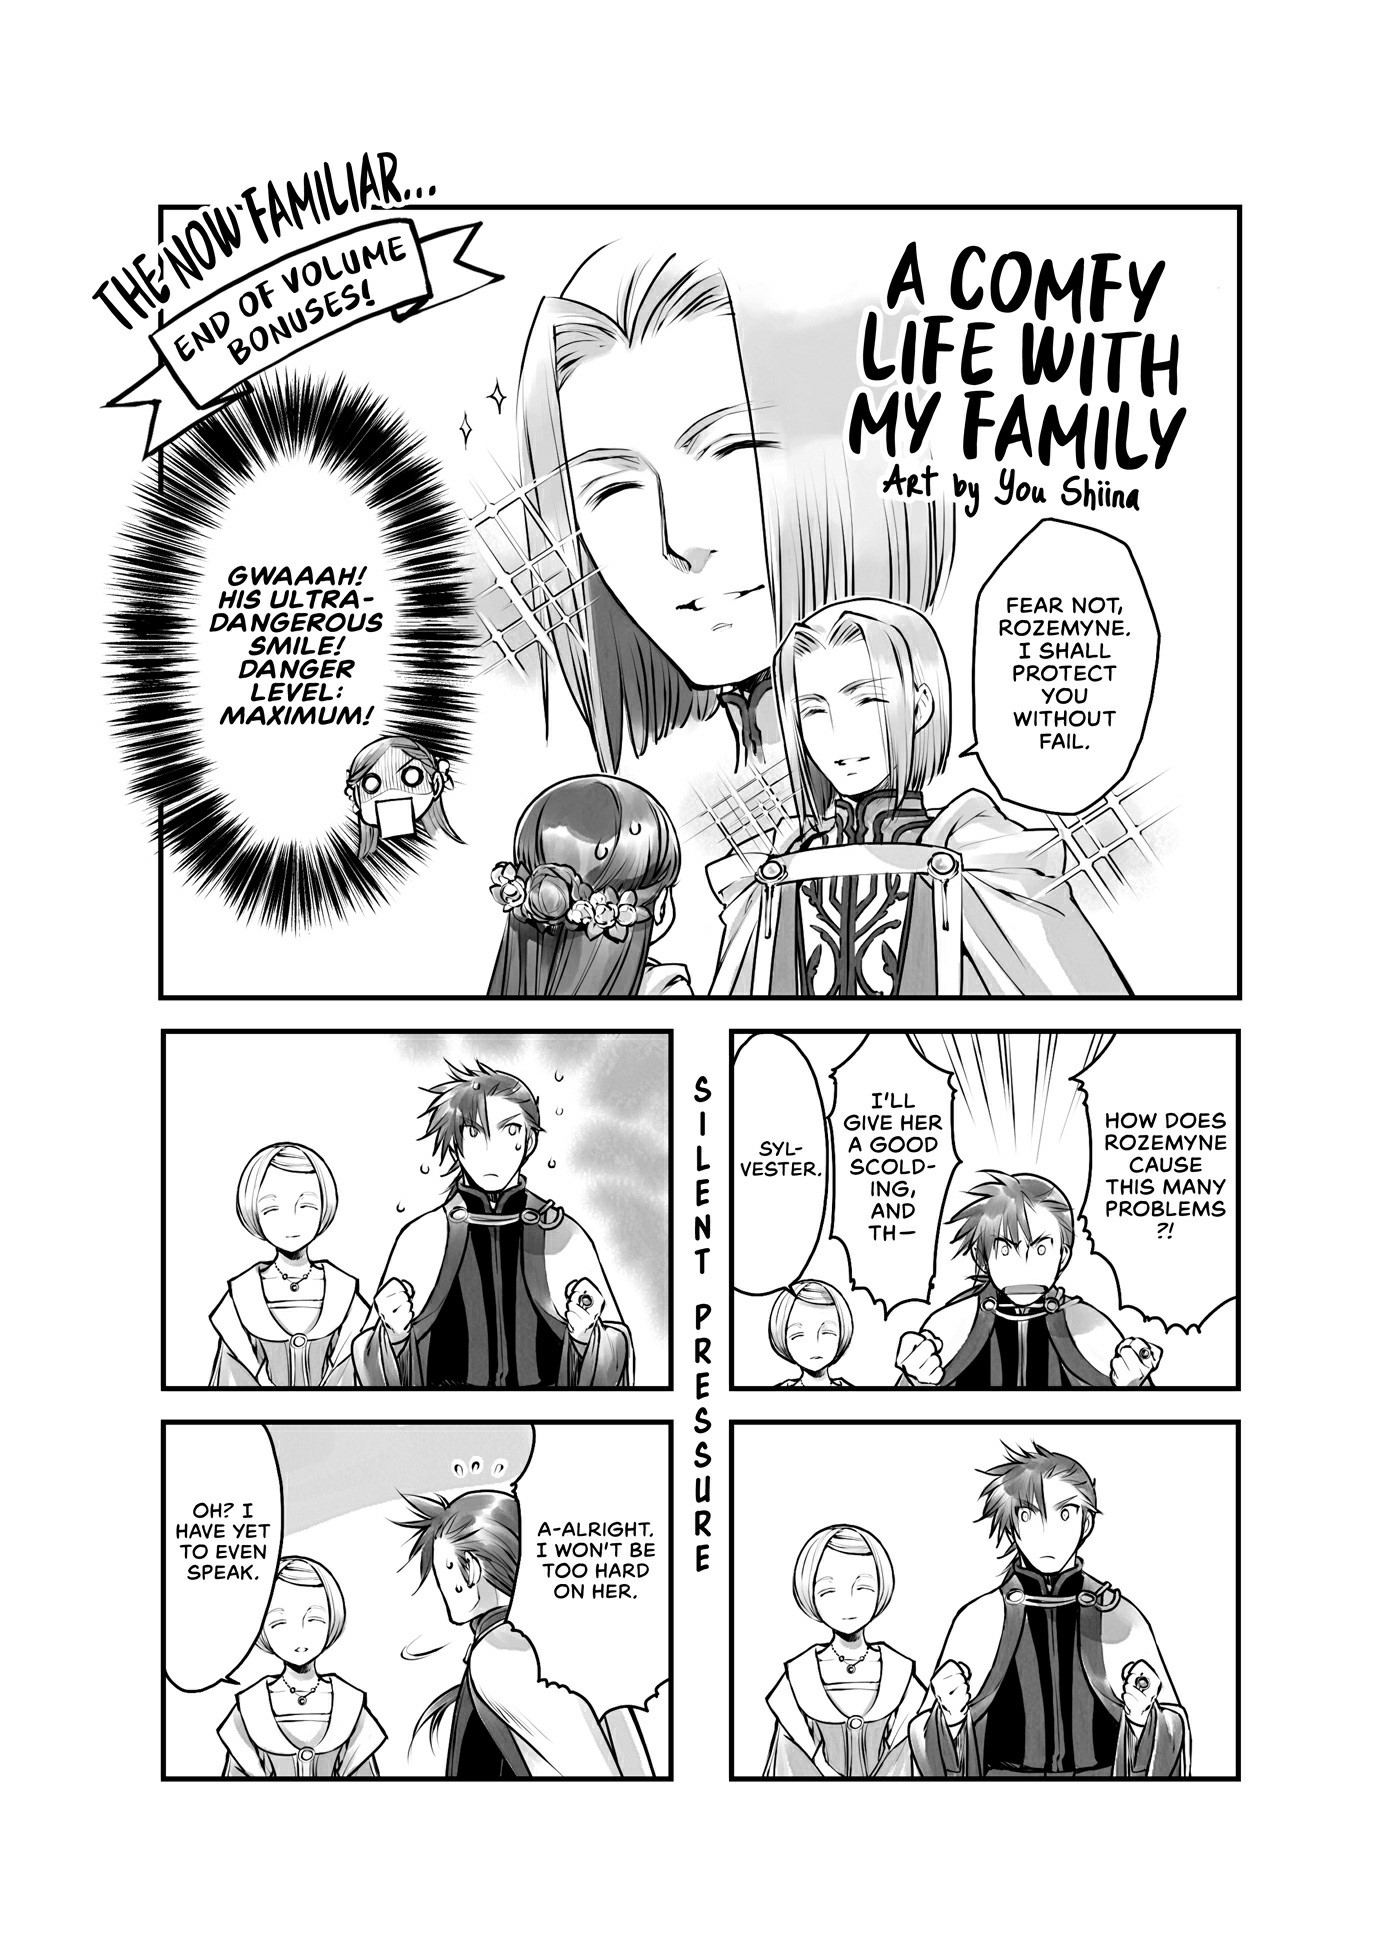 THE NOW FAMILIAR...
END OF VOLUME
BONUSES!
A COMFY
LIFE WITH
MY FAMILY
Art by You Shiina
FEAR NOT,
ROZEMYNE.
I SHALL
PROTECT
YOU
WITHOUT
FAIL.
GWAAAH!
HIS ULTRA-
DANGEROUS
SMILE!
DANGER
LEVEL:
MAXIMUM!
SILENT PRESSURE
HOW DOES
ROZEMYNE
CAUSE
THIS MANY
PROBLEMS
?!
I'LL
GIVE HER
A GOOD
SCOLD-
ING,
AND
TH—
SYL-
VESTER.
A-ALRIGHT.
I WON'T BE
TOO HARD
ON HER.
OH? I
HAVE YET
TO EVEN
SPEAK.